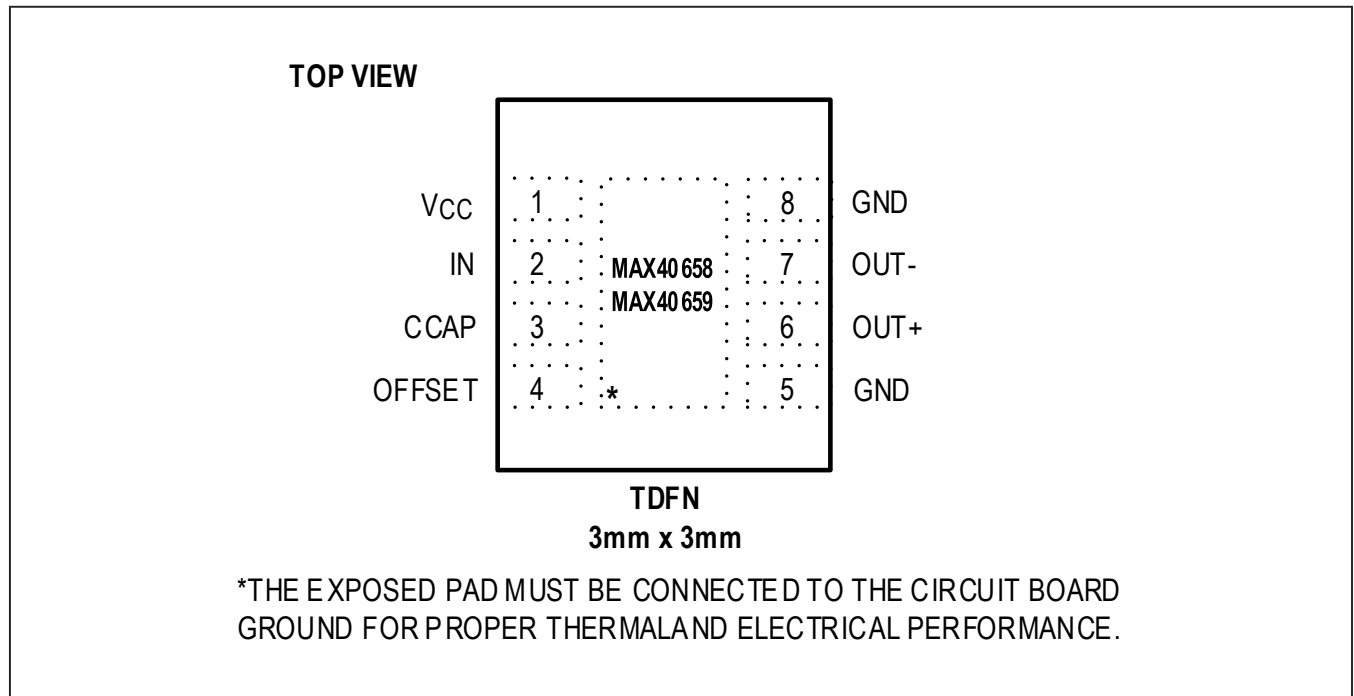 TOP VIEW
VCC 1 8 GND
IN 2 MAX40658 7 OUT-
MAX40659
CCAP 3 6 OUT+
OFFSET 4 * 5 GND
TDFN
3mm x 3mm
*THE EXPOSED PAD MUST BE CONNECTED TO THE CIRCUIT BOARD
GROUND FOR PROPER THERMAL AND ELECTRICAL PERFORMANCE.